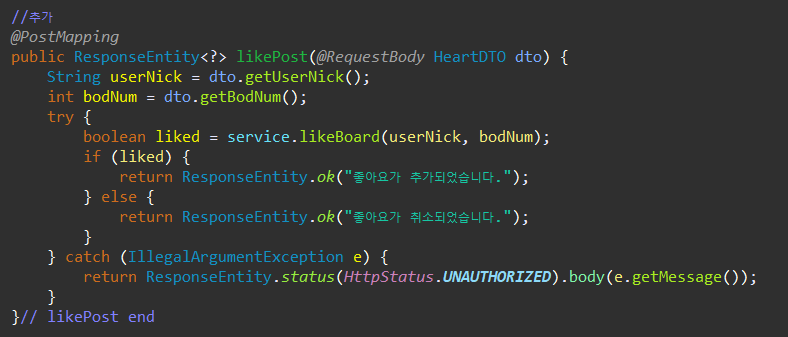 //추가
@PostMapping
public ResponseEntity<?> likePost(@RequestBody HeartDTO dto) {
    String userNick = dto.getUserNick();
    int bodNum = dto.getBodNum();
    try {
        boolean liked = service.likeBoard(userNick, bodNum);
        if (liked) {
            return ResponseEntity.ok("좋아요가 추가되었습니다.");
        } else {
            return ResponseEntity.ok("좋아요가 취소되었습니다.");
        }
    } catch (IllegalArgumentException e) {
        return ResponseEntity.status(HttpStatus.UNAUTHORIZED).body(e.getMessage());
    }
}// likePost end